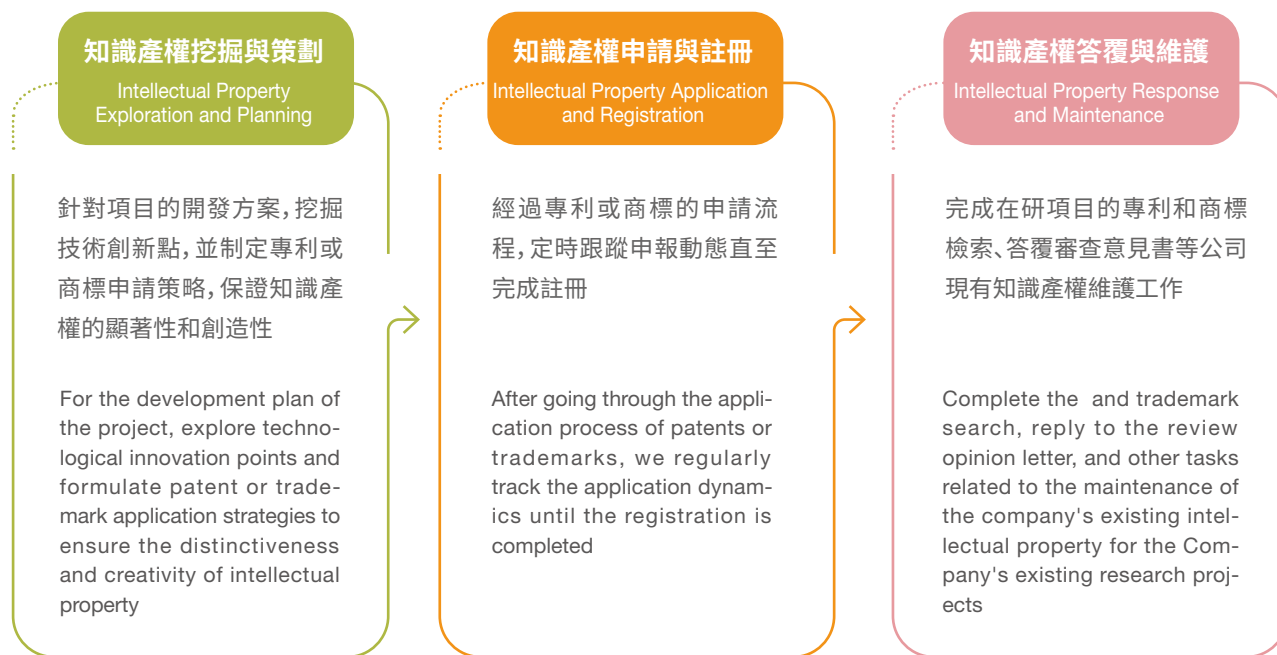 知識產權挖掘與策劃
Intellectual Property
Exploration and Planning
針對項目的開發方案，挖掘
技術創新點，並制定專利或
商標申請策略，保證知識產
權的顯著性和創造性
For the development plan of
the project, explore techno-
logical innovation points and
formulate patent or trade-
mark application strategies to
ensure the distinctiveness
and creativity of intellectual
property
知識產權申請與註冊
Intellectual Property Application
and Registration
經過專利或商標的申請流
程，定時跟蹤申報動態直至
完成註冊
After going through the appli-
cation process of patents or
trademarks, we regularly
track the application dynam-
ics until the registration is
completed
知識產權答覆與維護
Intellectual Property Response
and Maintenance
完成在研項目的專利和商標
檢索、答覆審查意見書等公司
現有知識產權維護工作
Complete the  and trademark
search, reply to the review
opinion letter, and other tasks
related to the maintenance of
the company's existing intel-
lectual property for the Com-
pany's existing research proj-
ects